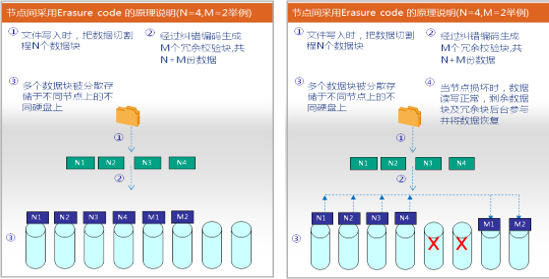 节点间采用Erasure code 的原理说明(N=4,M=2举例)
① 文件写入时，把数据切割
程N个数据块
② 经过纠错编码生成
M个冗余校验块,共
N+M份数据
③ 多个数据块被分散存
储于不同节点上的不
同硬盘上
①
N1 N2 N3 N4
②
N1 N2 N3 N4 M1 M2
③
节点间采用Erasure code 的原理说明(N=4,M=2举例)
① 文件写入时，把数据切割
程N个数据块
② 经过纠错编码生成
M个冗余校验块,共
N+M份数据
③ 多个数据块被分散存
储于不同节点上的不
同硬盘上
④ 当节点损坏时，数据
读写正常，剩余数据
块及冗余块后台参与
并将数据恢复
①
N1 N2 N3 N4
②
N1 N2 N3 N4 X X M1 M2
③